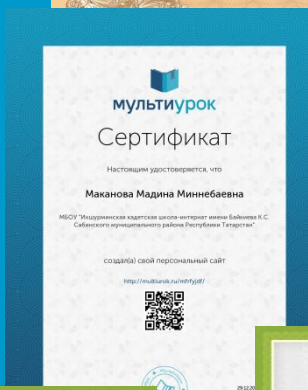 мультиурок
Сертификат
Настоящим удостоверяется, что
Маканова Мадина Миннебаевна
МБОУ "Икшурминская кадетская школа-интернат имени Байкиева К.С.
Сабинского муниципального района Республики Татарстан"
создал(а) свой персональный сайт
http://multiurok.ru/mhfyjdf/